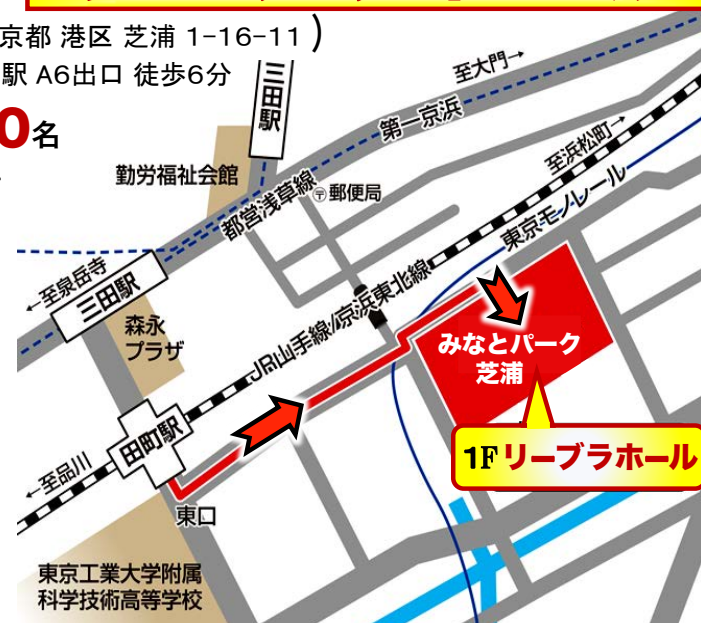 京都 港区 芝浦 1-16-11 )
駅 A6出口 徒歩6分
0名
三田駅
至大門→
第一京浜
至浜松町→
勤労福祉会館
都営浅草線
〒郵便局
東京モノレール
←至泉岳寺
三田駅
森永
プラザ
JR山手線/京浜東北線
みなとパーク
芝浦
田町駅
1Fリーブラホール
←至品川
東口
東京工業大学附属
科学技術高等学校